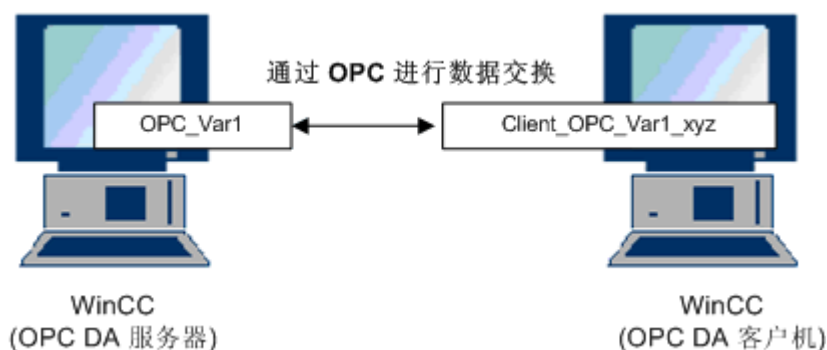 通过 OPC 进行数据交换
OPC_Var1
Client_OPC_Var1_xyz
WinCC
(OPC DA 服务器)
WinCC
(OPC DA 客户机)